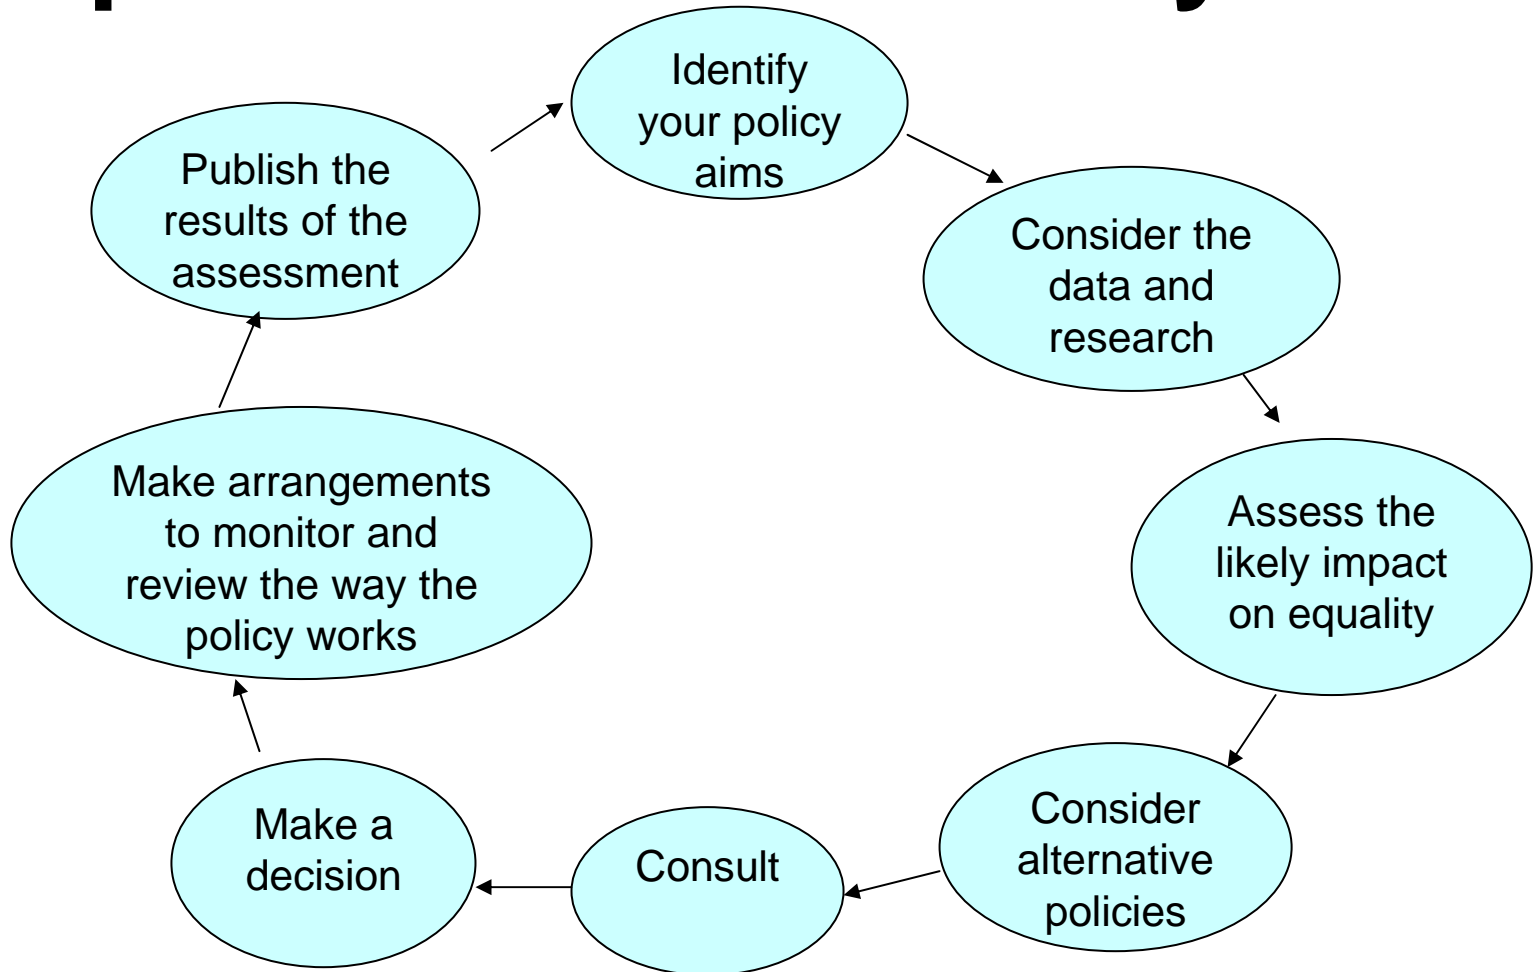 Identify
your policy
aims
Consider the
data and
research
Assess the
likely impact
on equality
Consider
alternative
policies
Consult
Make a
decision
Make arrangements
to monitor and
review the way the
policy works
Publish the
results of the
assessment